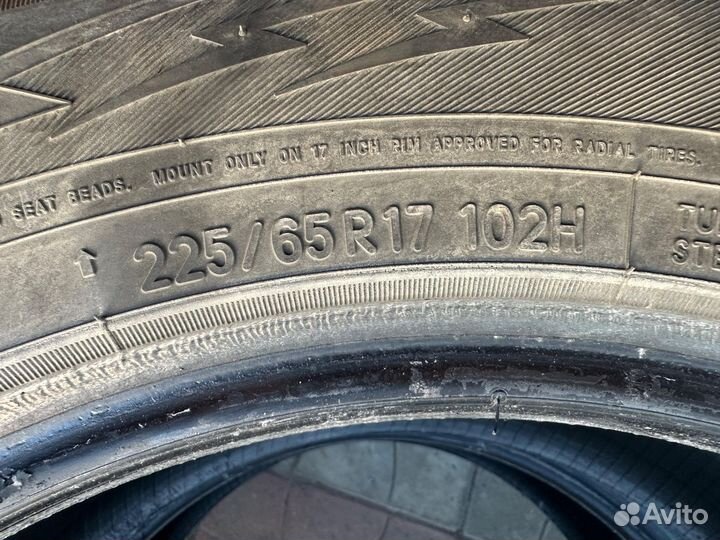 SEAT BEADS. MOUNT ONLY ON 17 INCH RIM APPROVED FOR RADIAL TIRES.
225/65R17 102H
Avito